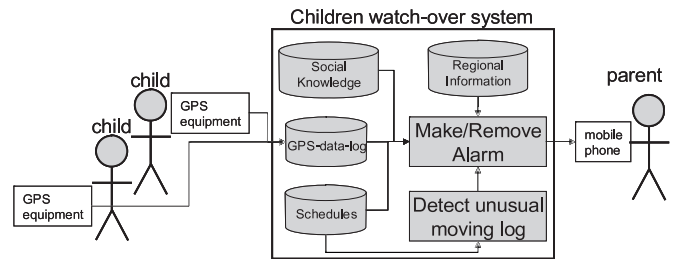 Children watch-over system
Social
Knowledge
Regional
Information
child
GPS
equipment
child
GPS
equipment
GPS-data-log
Make/Remove
Alarm
parent
mobile
phone
Schedules
Detect unusual
moving log